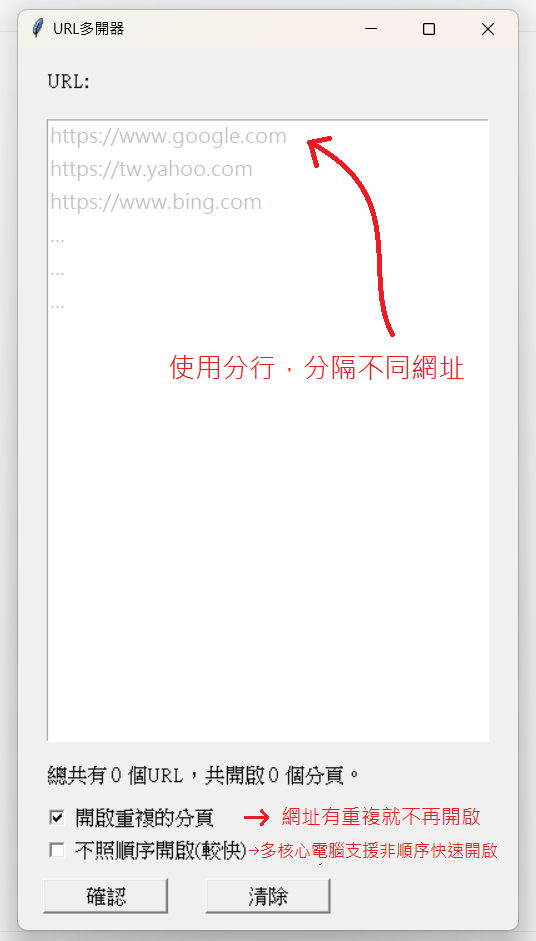 URL多開器
URL:
https://www.google.com
https://tw.yahoo.com
https://www.bing.com
...
...
...
使用分行，分隔不同網址
總共有 0 個URL，共開啟 0 個分頁。
開啟重複的分頁 → 網址有重複就不再開啟
不照順序開啟(較快)→多核心電腦支援非順序快速開啟
確認 清除